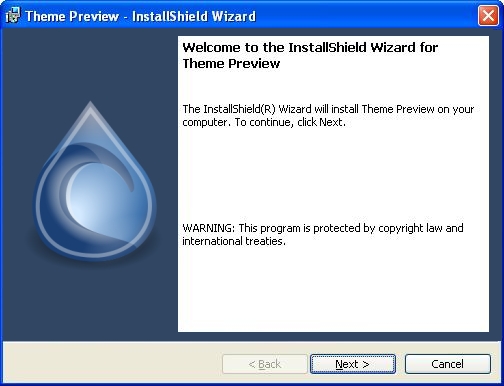 Theme Preview - InstallShield Wizard
Welcome to the InstallShield Wizard for
Theme Preview
The InstallShield(R) Wizard will install Theme Preview on your
computer. To continue, click Next.
WARNING: This program is protected by copyright law and
international treaties.
< Back
Next >
Cancel